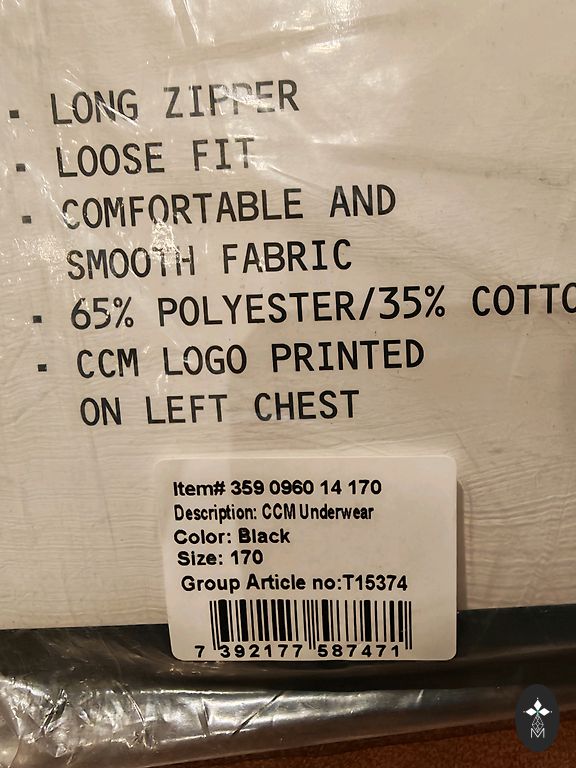 - LONG ZIPPER
- LOOSE FIT
- COMFORTABLE AND
SMOOTH FABRIC
- 65% POLYESTER/35% COTTO
- CCM LOGO PRINTED
ON LEFT CHEST
Item# 359 0960 14 170
Description: CCM Underwear
Color: Black
Size: 170
Group Article no:T15374
7 392177 587471
M